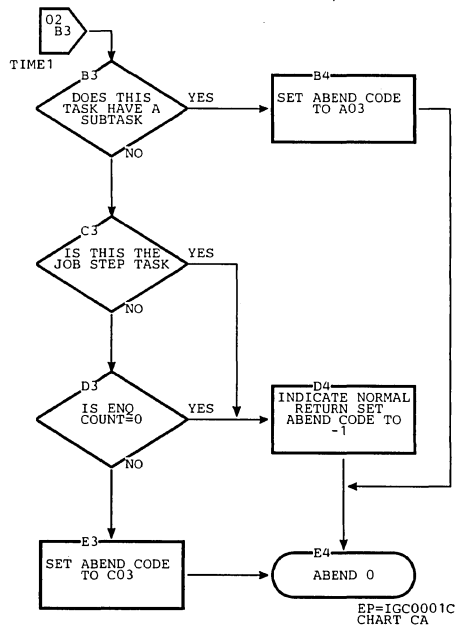 02
B3
TIME1
B3
DOES THIS
TASK HAVE A
SUBTASK
YES
NO
B4
SET ABEND CODE
TO A03
C3
IS THIS THE
JOB STEP TASK
YES
NO
D3
IS ENQ
COUNT=0
YES
NO
D4
INDICATE NORMAL
RETURN SET
ABEND CODE TO
-1
E3
SET ABEND CODE
TO C03
E4
ABEND 0
EP=IGC0001C
CHART CA